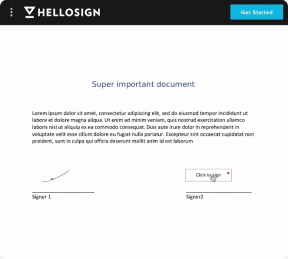 HELLOSIGN
Get Started
Super important document
Lorem ipsum dolor sit amet, consectetur adipiscing elit, sed do eiusmod tempor incididunt ut
labore et dolore magna aliqua. Ut enim ad minim veniam, quis nostrud exercitation ullamco
laboris nisi ut aliquip ex ea commodo consequat. Duis aute irure dolor in reprehenderit in
voluptate velit esse cillum dolore eu fugiat nulla pariatur. Excepteur sint occaecat cupidatat non
proident, sunt in culpa qui officia deserunt mollit anim id est laborum
Click to sign
Signer 1
Signer2